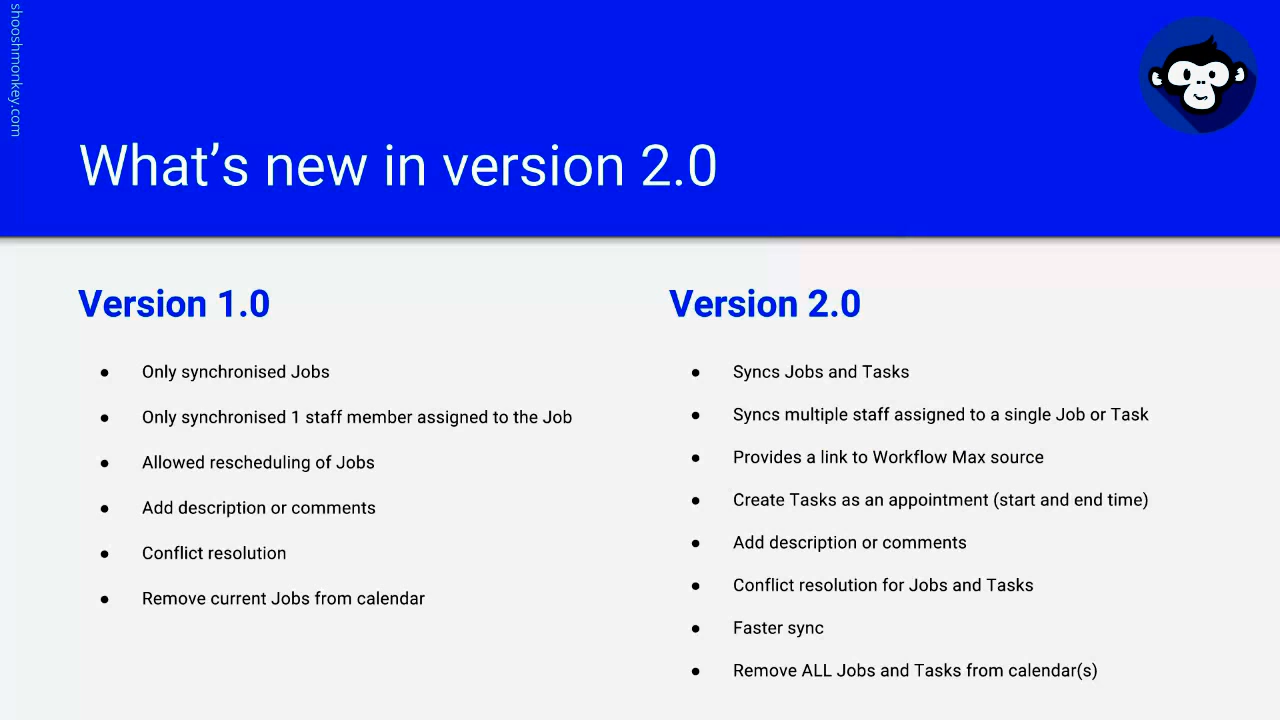 shooshmonkey.com
What’s new in version 2.0
Version 1.0
● Only synchronised Jobs
● Only synchronised 1 staff member assigned to the Job
● Allowed rescheduling of Jobs
● Add description or comments
● Conflict resolution
● Remove current Jobs from calendar
Version 2.0
● Syncs Jobs and Tasks
● Syncs multiple staff assigned to a single Job or Task
● Provides a link to Workflow Max source
● Create Tasks as an appointment (start and end time)
● Add description or comments
● Conflict resolution for Jobs and Tasks
● Faster sync
● Remove ALL Jobs and Tasks from calendar(s)